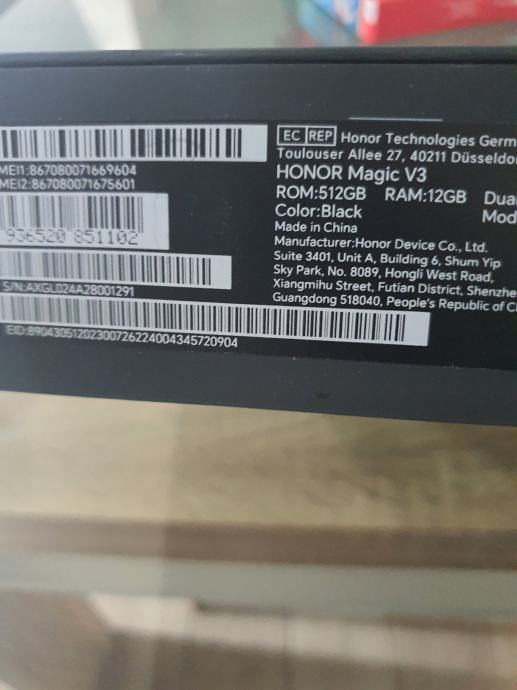 EC REP Honor Technologies Germ
Toulouser Allee 27, 40211 Düsseldo
HONOR Magic V3
ROM:512GB RAM:12GB Dua
Color:Black Mod
Made in China
Manufacturer:Honor Device Co., Ltd.
Suite 3401, Unit A, Building 6, Shum Yip
Sky Park, No. 8089, Hongli West Road,
Xiangmihu Street, Futian District, Shenzhe
Guangdong 518040, People's Republic of C
MEI1:867080071669604
MEI2:867080071675601
936520 851102
S/N:AXGLD24A28001291
EID:89043051202300726224004345720904